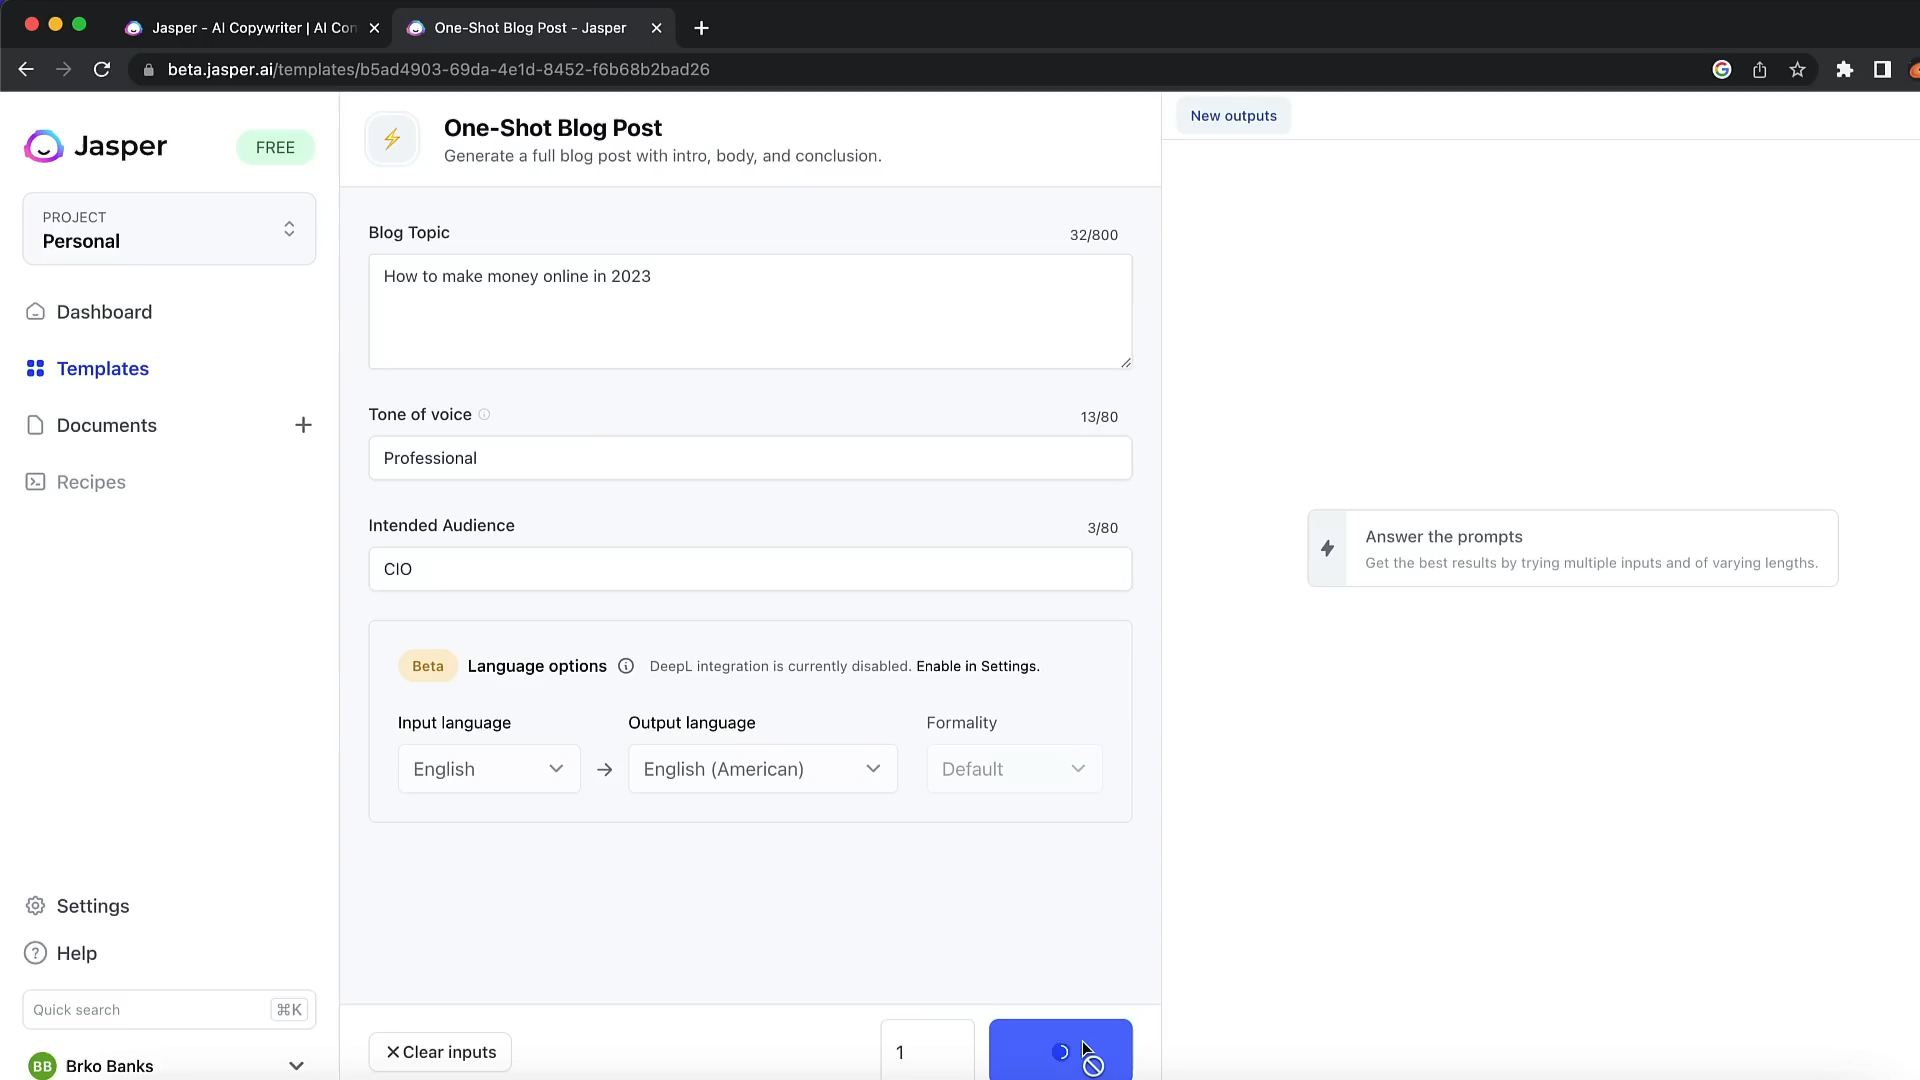 Jasper - AI Copywriter | AI Con
One-Shot Blog Post - Jasper
beta.jasper.ai/templates/b5ad4903-69da-4e1d-8452-f6b68b2bad26
Jasper
FREE
PROJECT
Personal
Dashboard
Templates
Documents
Recipes
Settings
Help
Quick search
⌘K
BB
Brko Banks
One-Shot Blog Post
Generate a full blog post with intro, body, and conclusion.
Blog Topic
32/800
How to make money online in 2023
Tone of voice
13/80
Professional
Intended Audience
3/80
CIO
Beta
Language options
DeepL integration is currently disabled. Enable in Settings.
Input language
Output language
Formality
English
English (American)
Default
Clear inputs
1
New outputs
Answer the prompts
Get the best results by trying multiple inputs and of varying lengths.